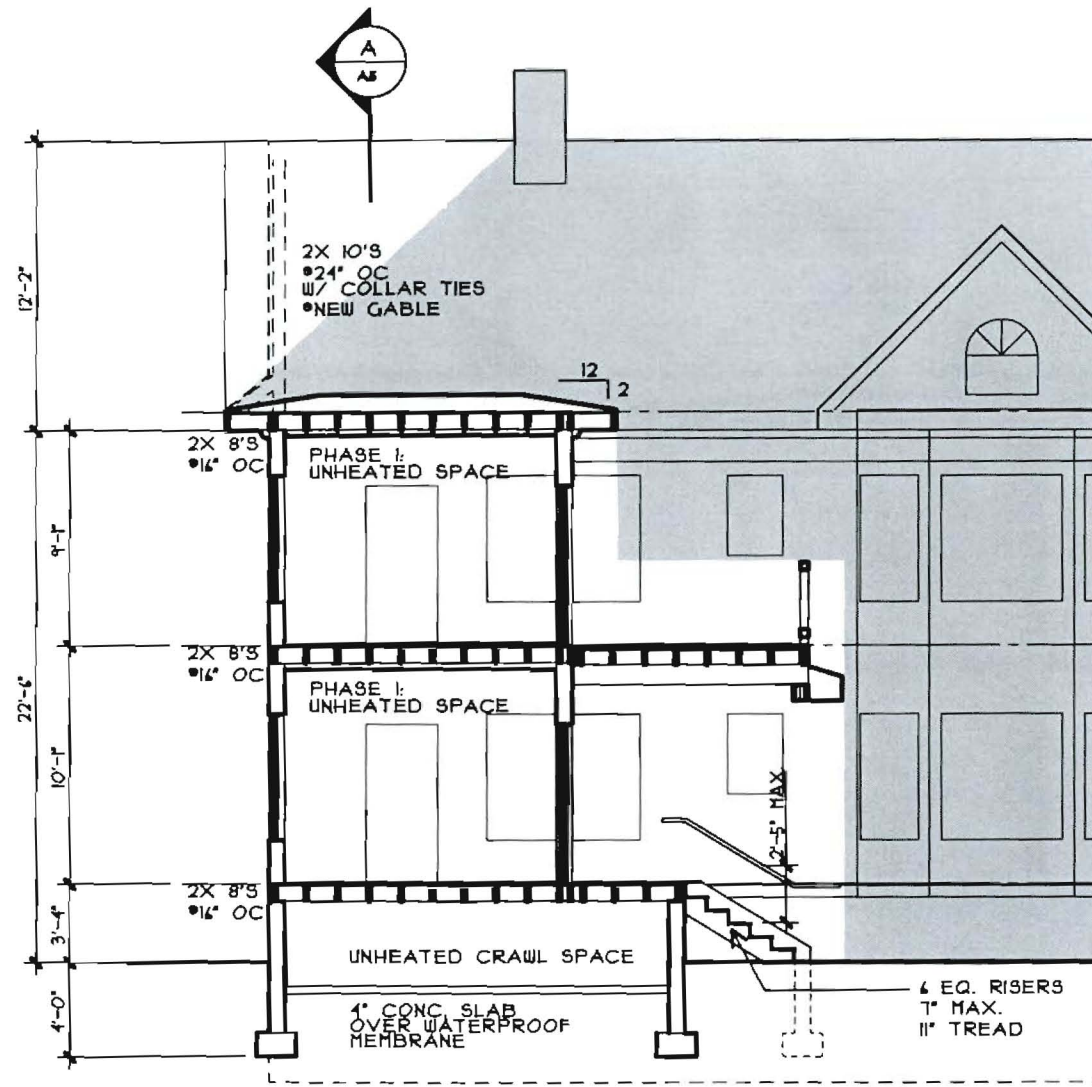 A
A5
12'-2"
2X 10'S
@24" OC
W/ COLLAR TIES
@NEW GABLE
12
2
2X 8'S
@16" OC
PHASE 1:
UNHEATED SPACE
9'-1"
2X 8'S
@16" OC
PHASE 1:
UNHEATED SPACE
22'-6"
10'-1"
2'-5" MAX
2X 8'S
@16" OC
3'-4"
UNHEATED CRAWL SPACE
4'-0"
4" CONC. SLAB
OVER WATERPROOF
MEMBRANE
6 EQ. RISERS
7" MAX.
11" TREAD